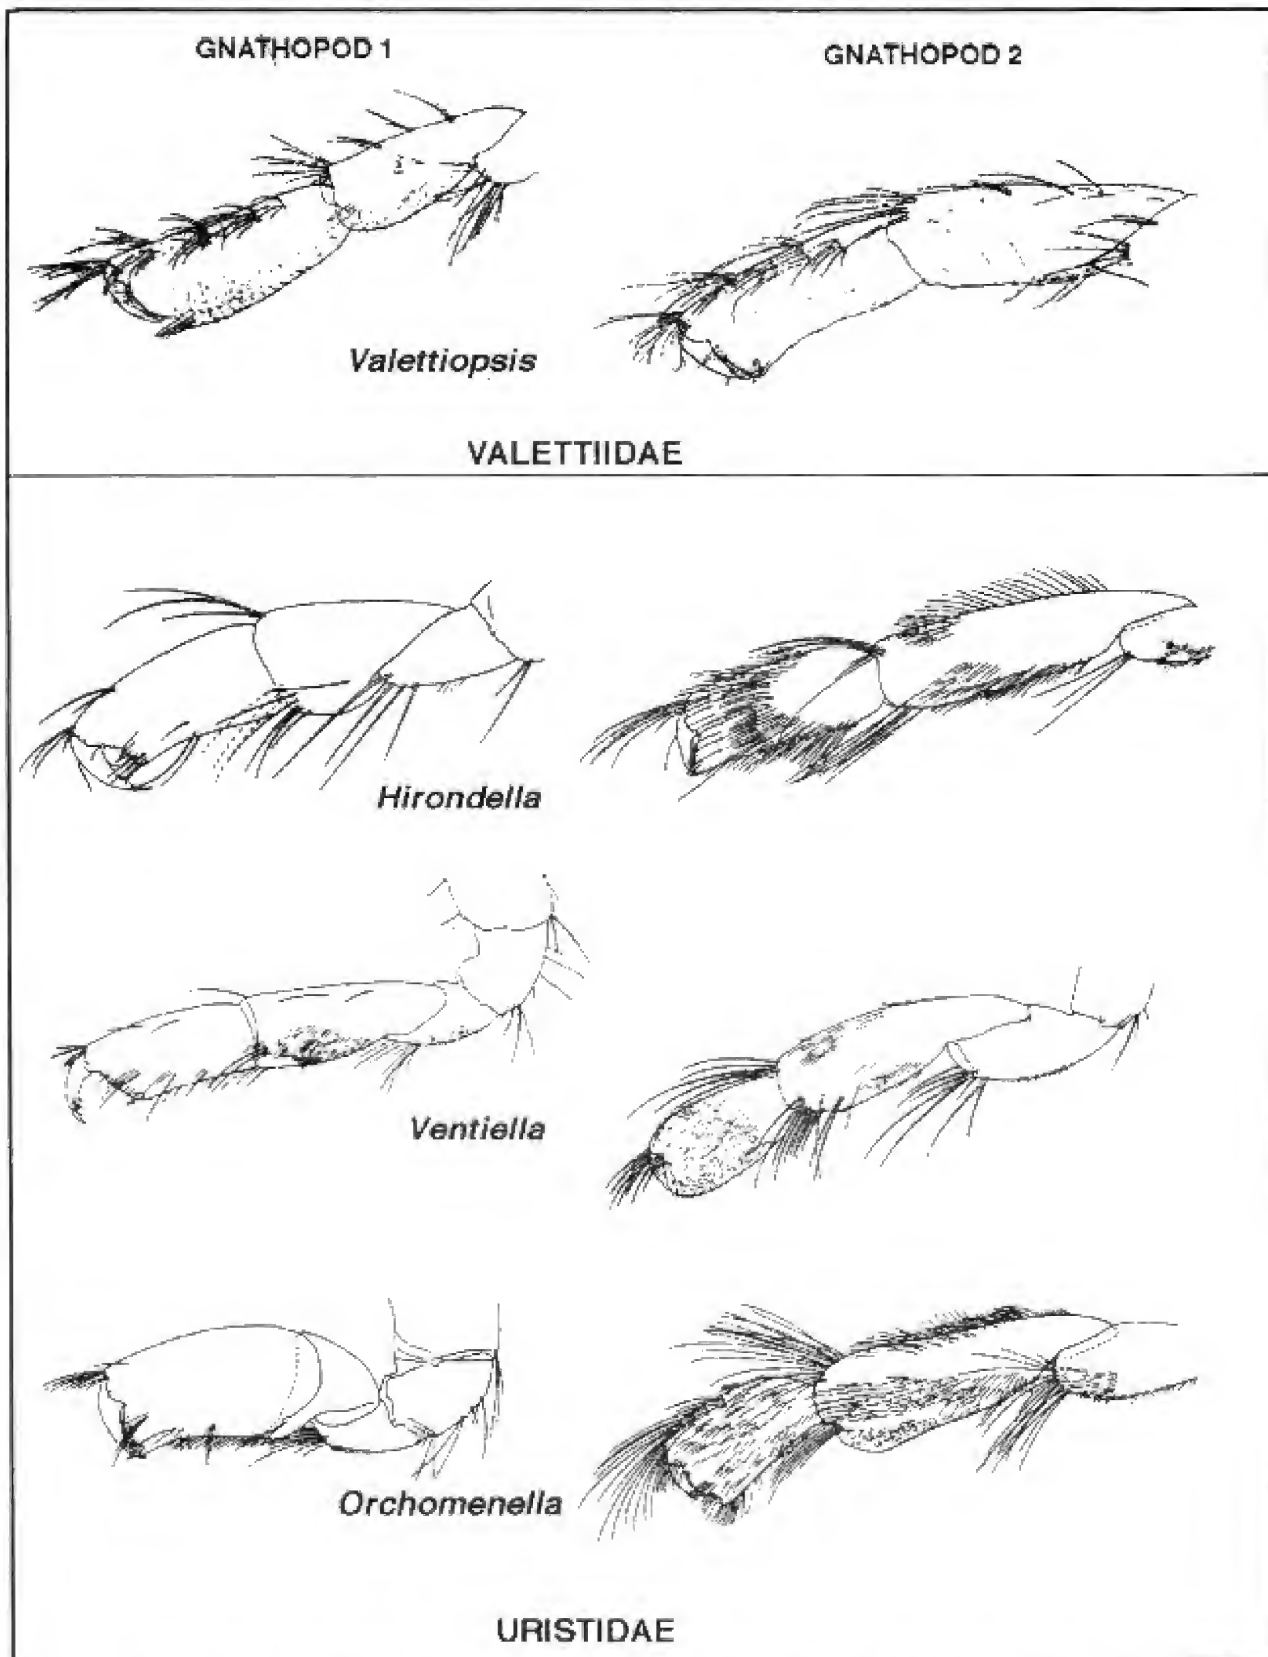 GNATHOPOD 1
GNATHOPOD 2
Valettiopsis
VALETTIIDAE
Hirondella
Ventiella
Orchomenella
URISTIDAE